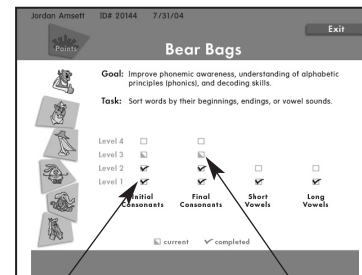 Jordan Amsett ID# 20144 7/31/04
Exit
Points
Bear Bags
Goal: Improve phonemic awareness, understanding of alphabetic
principles (phonics), and decoding skills.
Task: Sort words by their beginnings, endings, or vowel sounds.
Level 4
Level 3
Level 2
Level 1
Initial Consonants
Final Consonants
Short Vowels
Long Vowels
current completed